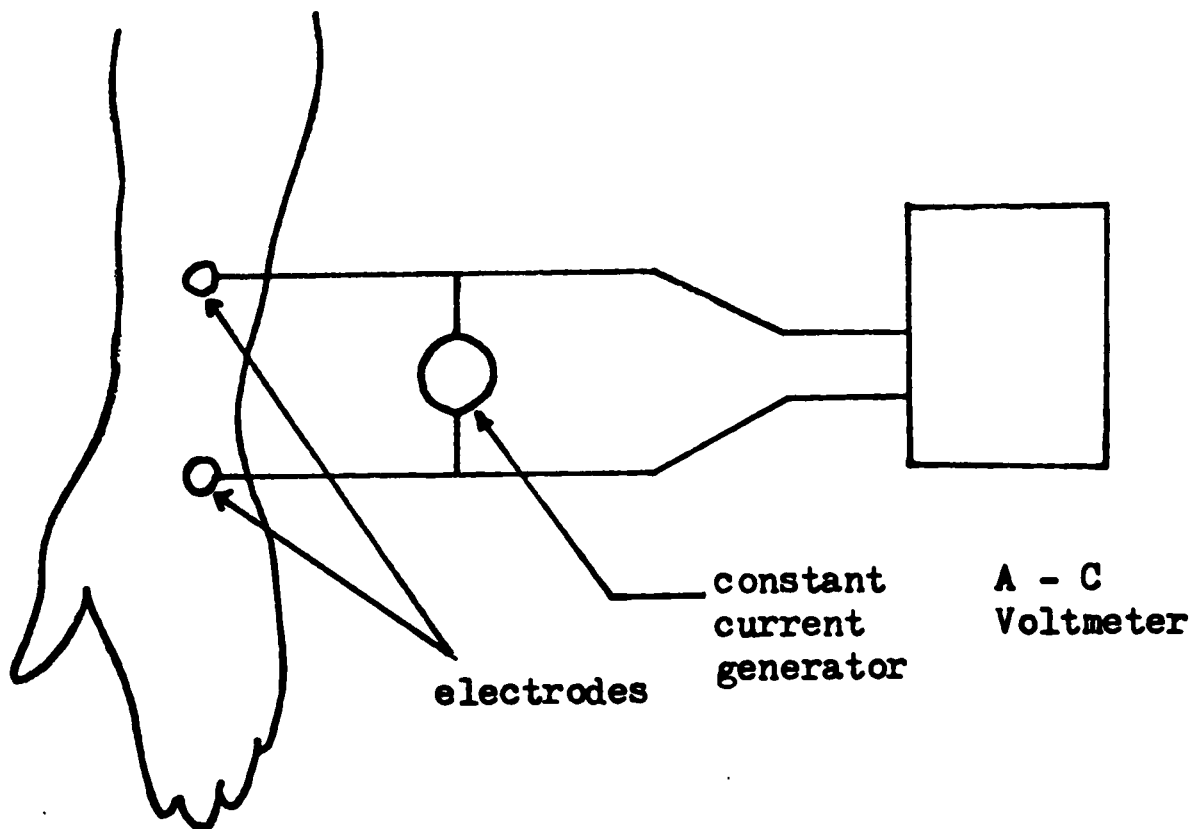 constant
current
generator
A - C
Voltmeter
electrodes